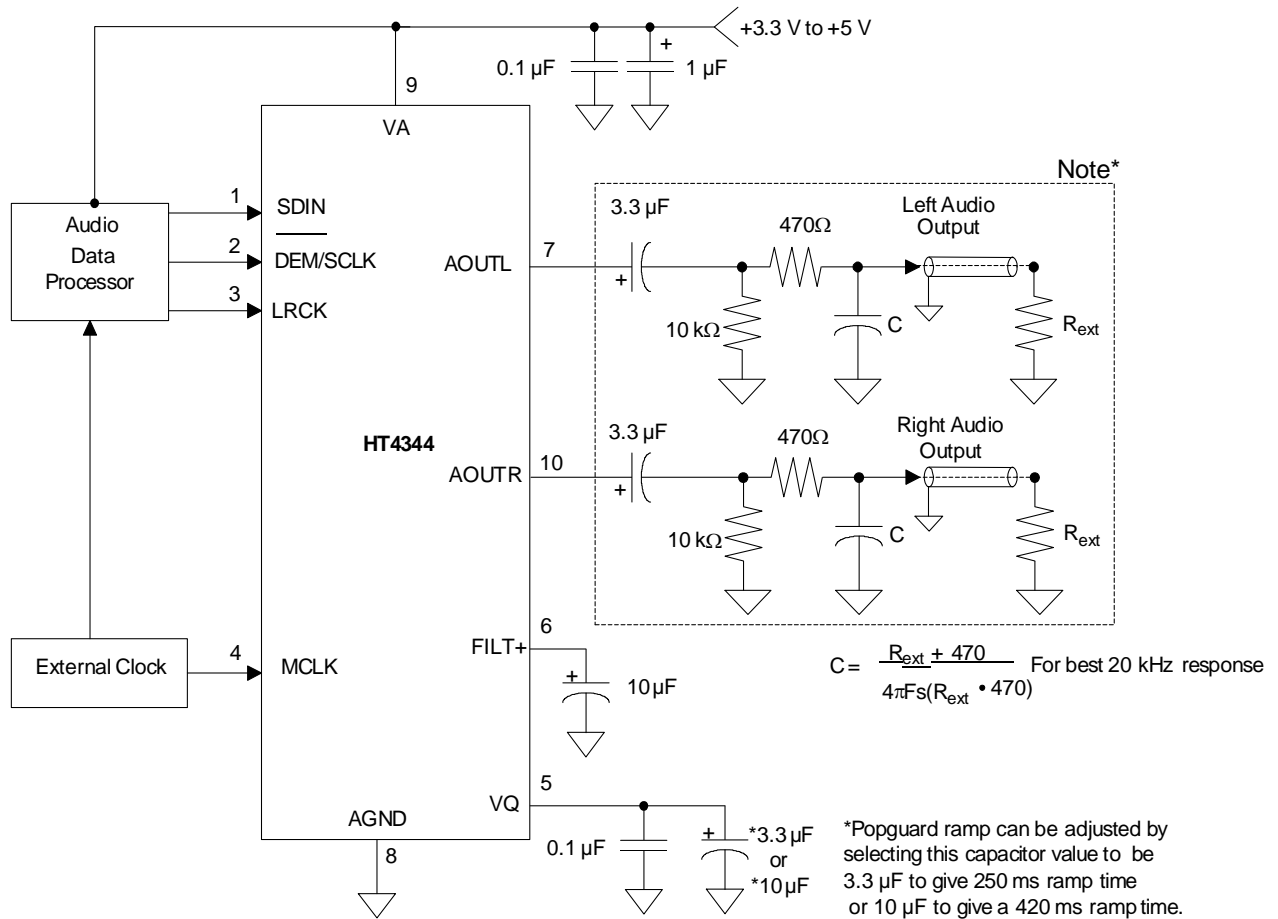 +3.3 V to +5 V
0.1 µF
+
1 µF
9
VA
Note*
Audio
Data
Processor
1
SDIN
2
DEM/SCLK
3
LRCK
AOUTL
7
3.3 µF
+
470Ω
10 kΩ
C
Left Audio
Output
Rext
HT4344
AOUTR
10
3.3 µF
+
470Ω
10 kΩ
C
Right Audio
Output
Rext
External Clock
4
MCLK
FILT+
6
+
10µF
C = Rext + 470 / 4πFs(Rext • 470) For best 20 kHz response
VQ
5
0.1 µF
+
*3.3 µF
or
*10µF
AGND
8
*Popguard ramp can be adjusted by
selecting this capacitor value to be
3.3 µF to give 250 ms ramp time
or 10 µF to give a 420 ms ramp time.